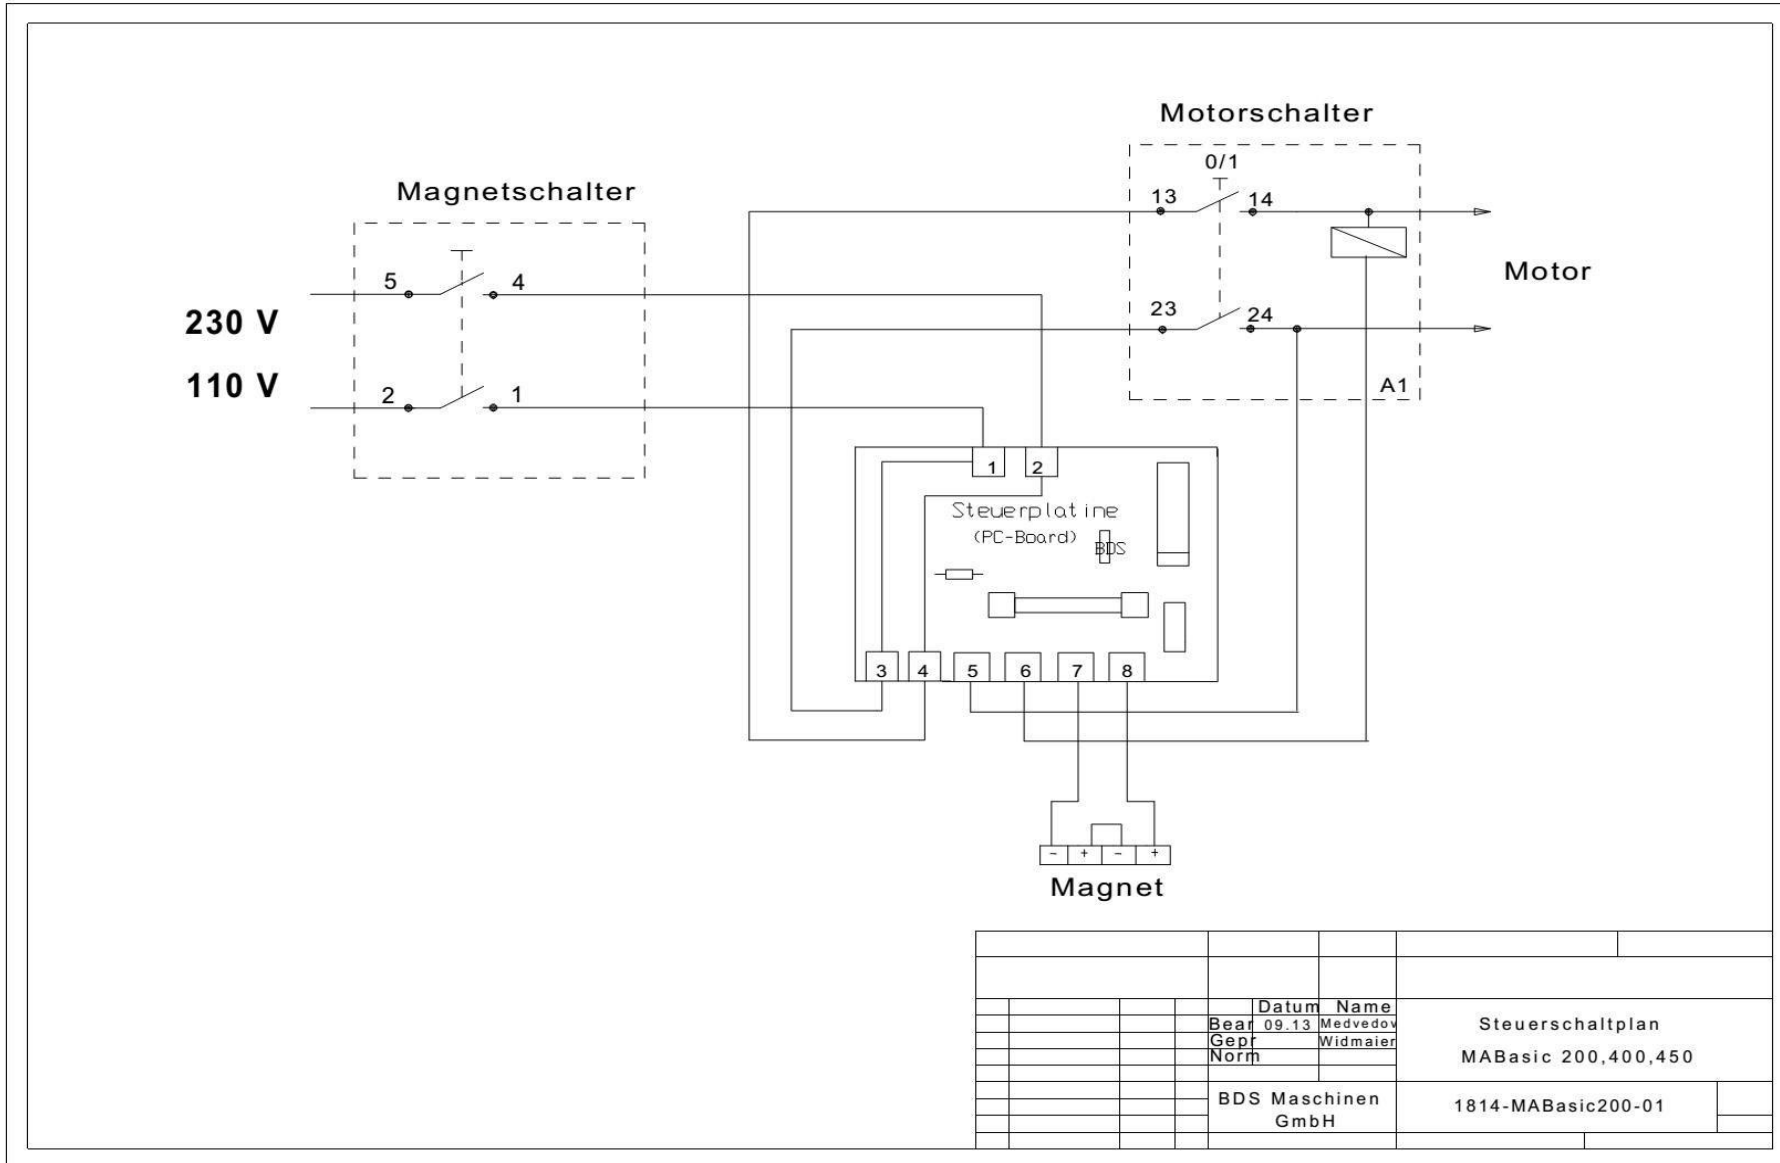 Motorschalter
0/1
13 14
Magnetschalter
5 4
Motor
230 V
23 24
110 V
2 1
A1
1 2
Steuerplatine
(PC-Board)
BDS
3 4 5 6 7 8
- + - +
Magnet
Datum Name
Bear 09.13 Medvedov
Gepr Widmaier
Norm
Steuerschaltplan
MABasic 200,400,450
BDS Maschinen
GmbH
1814-MABasic200-01